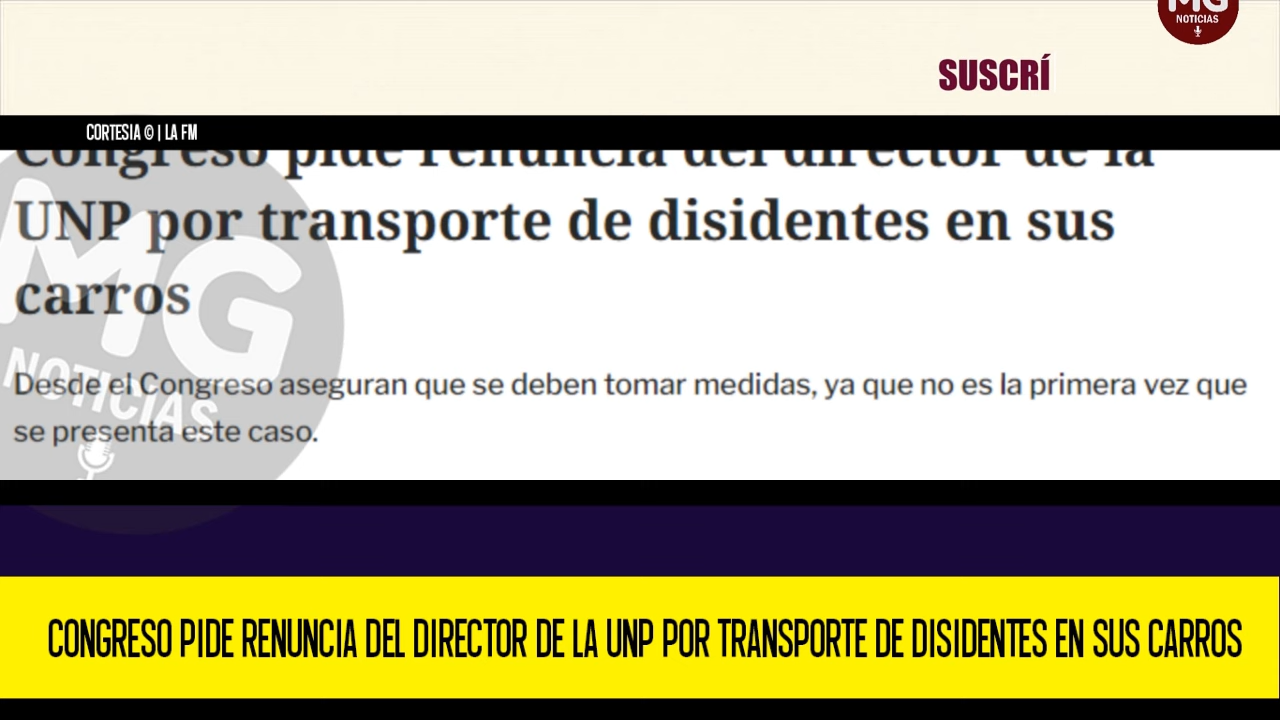 MG
NOTICIAS
SUSCRÍ
CORTESIA © | LA FM
Congreso pide renuncia del director de la
UNP por transporte de disidentes en sus
carros
MG
NOTICIAS
Desde el Congreso aseguran que se deben tomar medidas, ya que no es la primera vez que
se presenta este caso.
CONGRESO PIDE RENUNCIA DEL DIRECTOR DE LA UNP POR TRANSPORTE DE DISIDENTES EN SUS CARROS